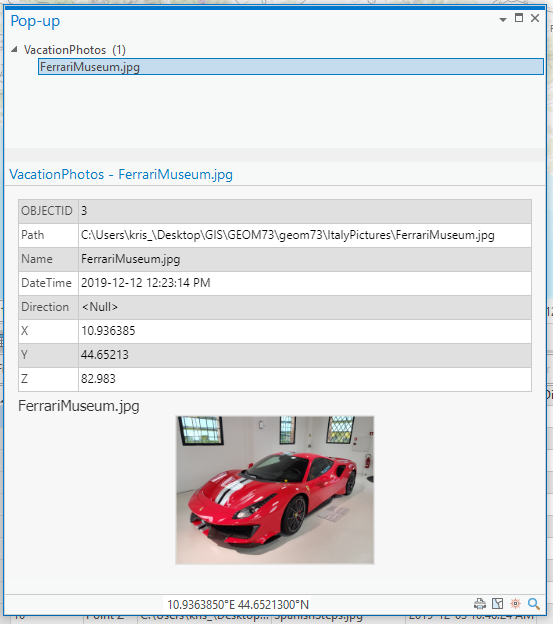 Pop-up
VacationPhotos (1)
FerrariMuseum.jpg
VacationPhotos - FerrariMuseum.jpg
OBJECTID 3
Path C:\Users\kris_\Desktop\GIS\GEOM73\geom73\ItalyPictures\FerrariMuseum.jpg
Name FerrariMuseum.jpg
DateTime 2019-12-12 12:23:14 PM
Direction <Null>
X 10.936385
Y 44.65213
Z 82.983
FerrariMuseum.jpg
10.9363850°E 44.6521300°N